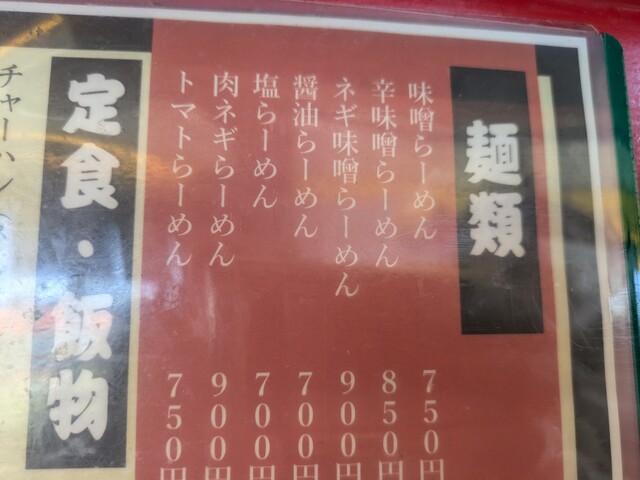 麺類
味噌らーめん 750円
辛味噌らーめん 850円
ネギ味噌らーめん 900円
醤油らーめん 700円
塩らーめん 700円
肉ネギらーめん 900円
トマトらーめん 750円
定食・飯物
チャーハン